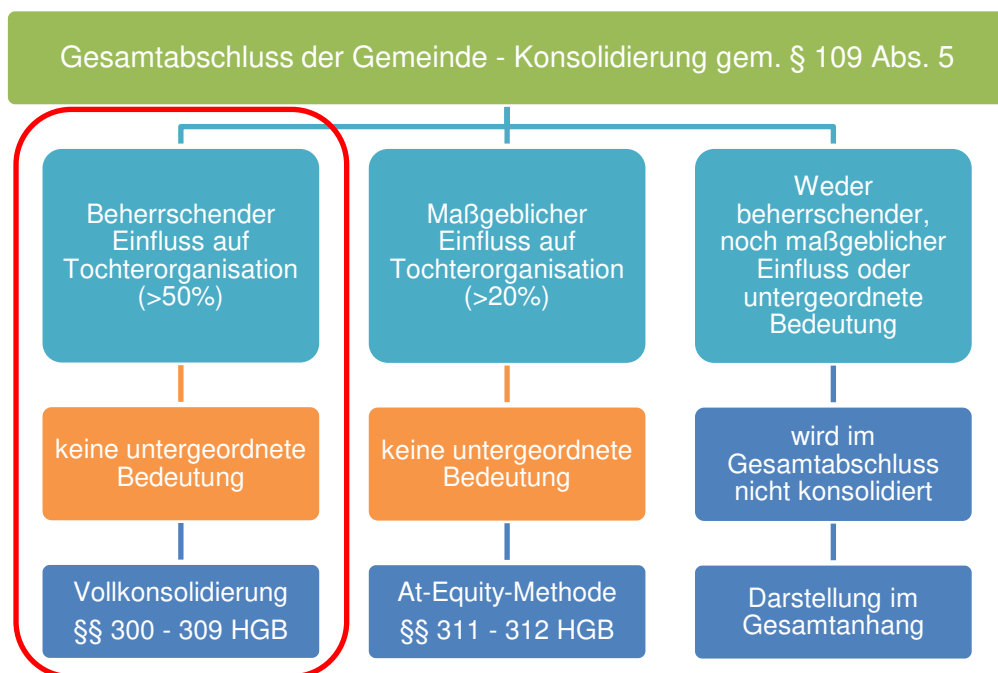 Gesamtabschluss der Gemeinde - Konsolidierung gem. § 109 Abs. 5
Beherrschender
Einfluss auf
Tochterorganisation
(>50%)
keine untergeordnete
Bedeutung
Vollkonsolidierung
§§ 300 - 309 HGB
Maßgeblicher
Einfluss auf
Tochterorganisation
(>20%)
keine untergeordnete
Bedeutung
At-Equity-Methode
§§ 311 - 312 HGB
Weder
beherrschender,
noch maßgeblicher
Einfluss oder
untergeordnete
Bedeutung
wird im
Gesamtabschluss
nicht konsolidiert
Darstellung im
Gesamtanhang